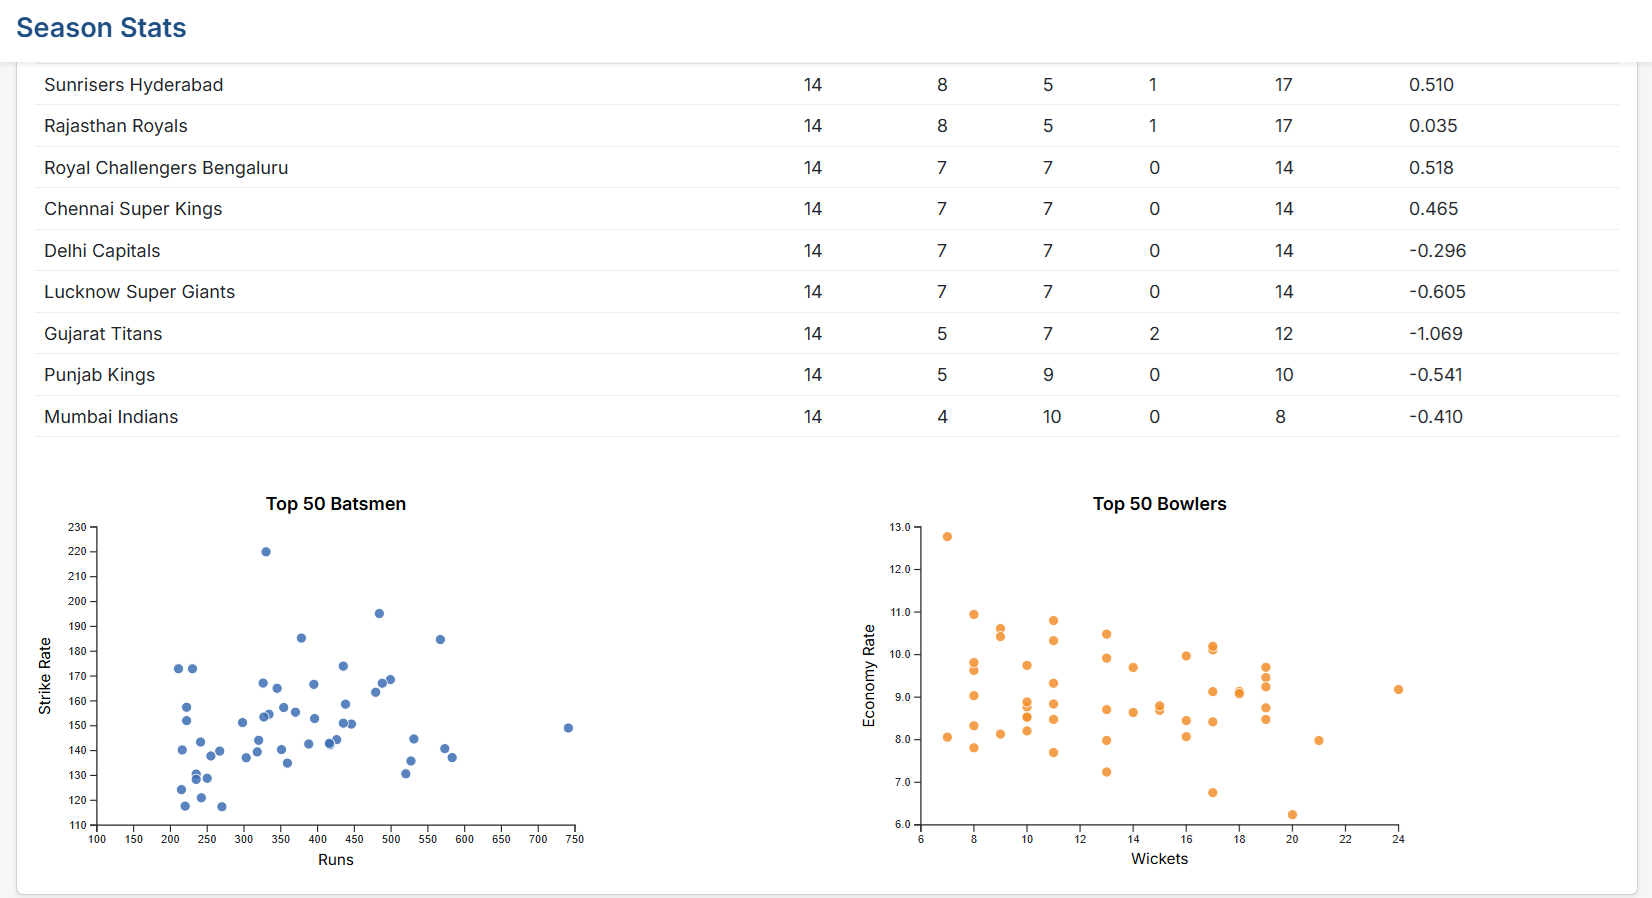 Season Stats
Sunrisers Hyderabad 14 8 5 1 17 0.510
Rajasthan Royals 14 8 5 1 17 0.035
Royal Challengers Bengaluru 14 7 7 0 14 0.518
Chennai Super Kings 14 7 7 0 14 0.465
Delhi Capitals 14 7 7 0 14 -0.296
Lucknow Super Giants 14 7 7 0 14 -0.605
Gujarat Titans 14 5 7 2 12 -1.069
Punjab Kings 14 5 9 0 10 -0.541
Mumbai Indians 14 4 10 0 8 -0.410
Top 50 Batsmen
230
220
210
200
190
180
170
160
150
140
130
120
110
Strike Rate
100 150 200 250 300 350 400 450 500 550 600 650 700 750
Runs
Top 50 Bowlers
13.0
12.0
11.0
10.0
9.0
8.0
7.0
6.0
Economy Rate
6 8 10 12 14 16 18 20 22 24
Wickets